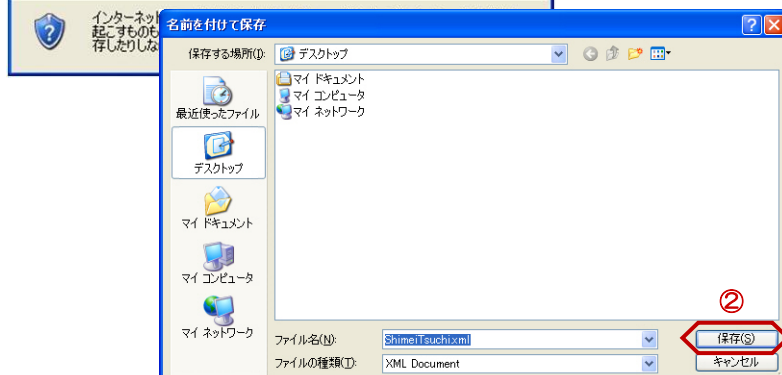 インターネット
起こすものも
存したりしな
名前を付けて保存
保存する場所(I):
デスクトップ
マイ ドキュメント
マイ コンピュータ
マイ ネットワーク
最近使ったファイル
デスクトップ
マイ ドキュメント
マイ コンピュータ
マイ ネットワーク
②
ファイル名(N):
ShimeiTsuchi.xml
保存(S)
ファイルの種類(T):
XML Document
キャンセル